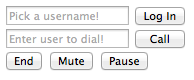 Pick a username! Log In
Enter user to dial! Call
End Mute Pause